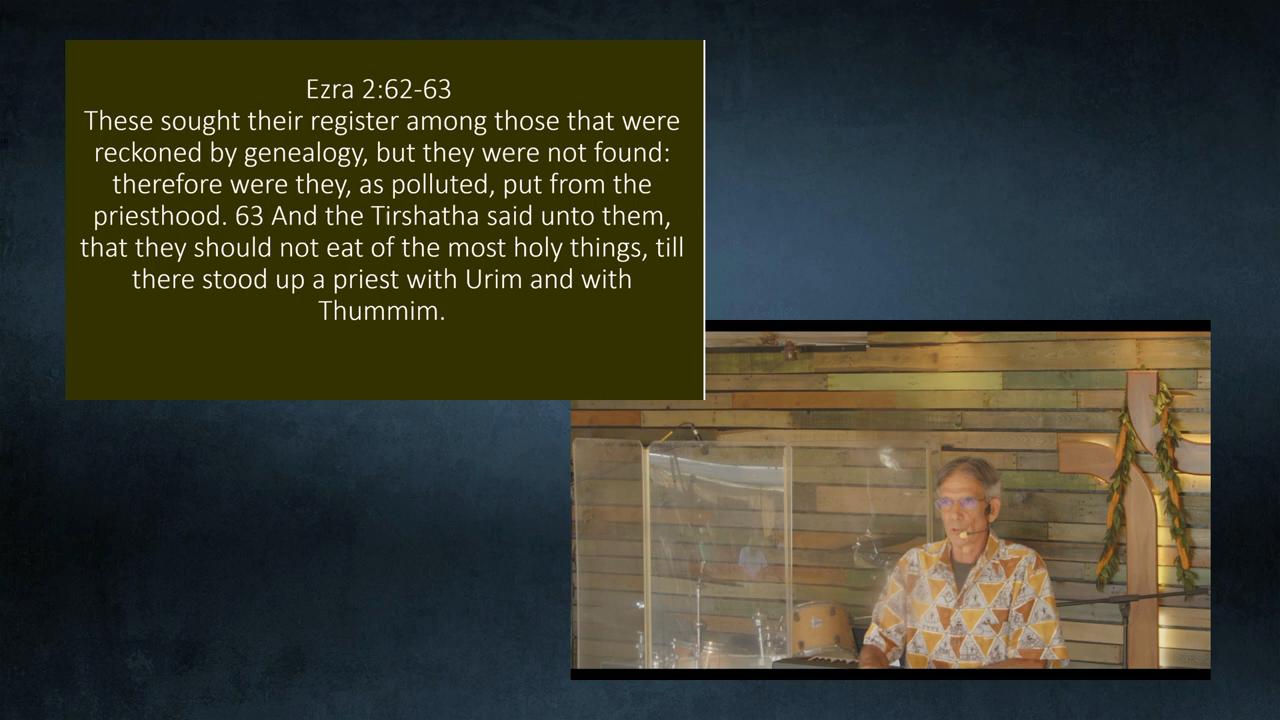 Ezra 2:62-63
These sought their register among those that were
reckoned by genealogy, but they were not found:
therefore were they, as polluted, put from the
priesthood. 63 And the Tirshatha said unto them,
that they should not eat of the most holy things, till
there stood up a priest with Urim and with
Thummim.